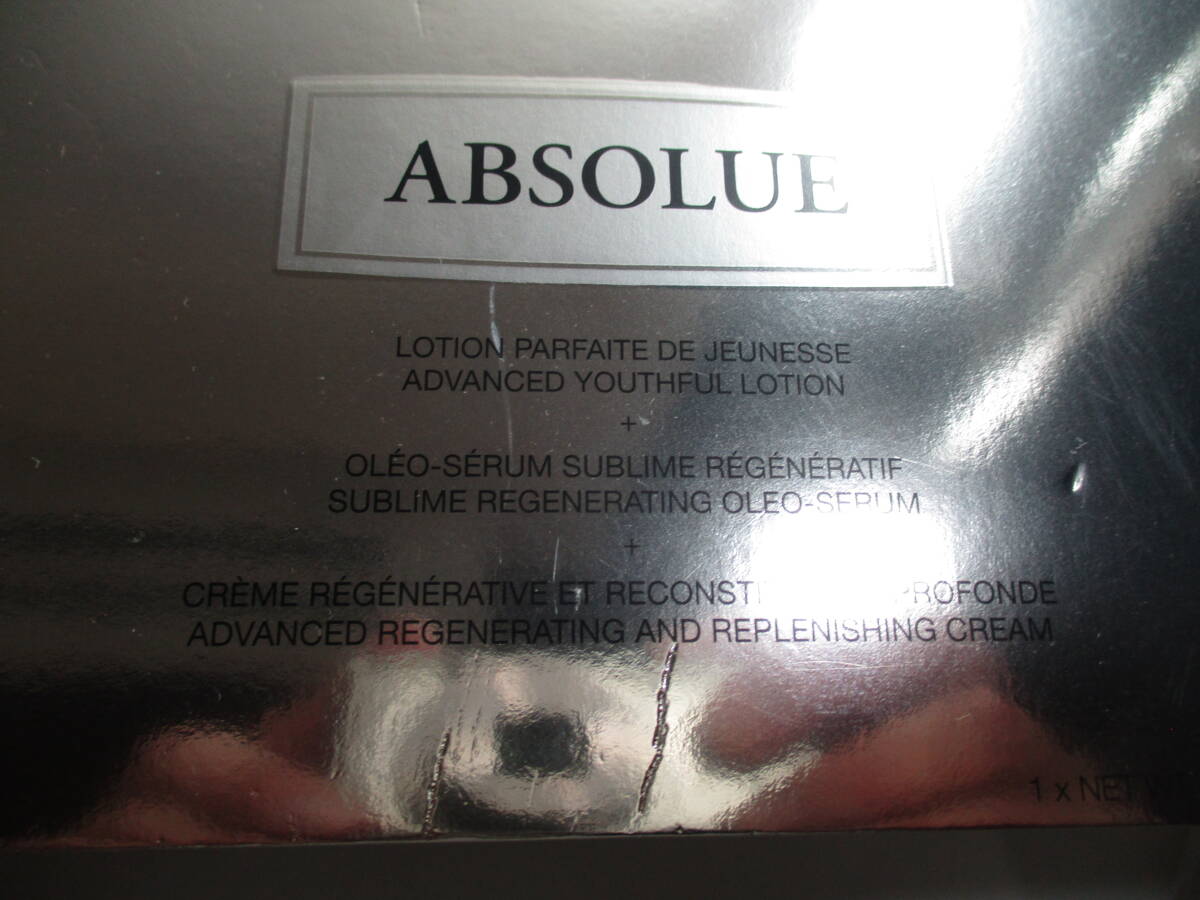 ABSOLUE
LOTION PARFAITE DE JEUNESSE
ADVANCED YOUTHFUL LOTION
+
OLÉO-SÉRUM SUBLIME RÉGÉNÉRATIF
SUBLIME REGENERATING OLEO-SERUM
+
CRÈME RÉGÉNÉRATIVE ET PROFONDE
ADVANCED REGENERATING AND REPLENISHING CREAM
1 x NET